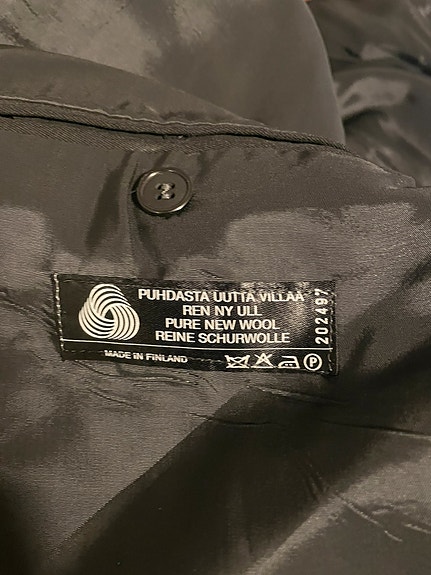 PUHDASTA UUTTA VILLAA
REN NY ULL
PURE NEW WOOL
REINE SCHURWOLLE
MADE IN FINLAND
P
202497